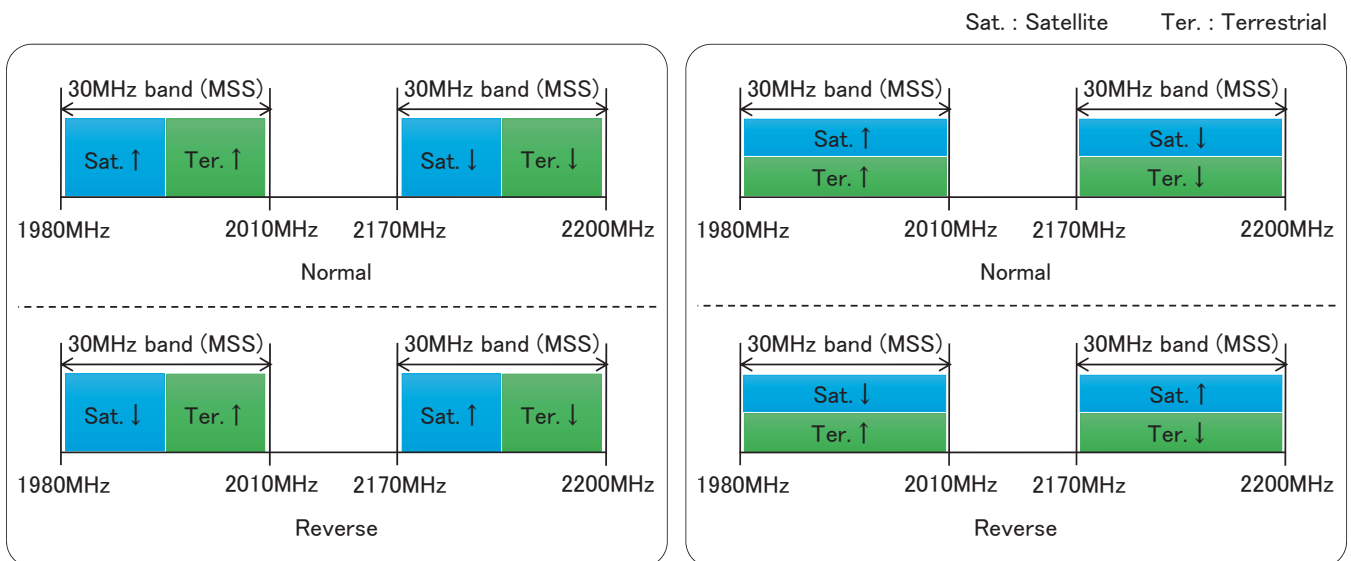 Sat. : Satellite Ter. : Terrestrial
30MHz band (MSS) 30MHz band (MSS)
Sat. ↑ Ter. ↑ Sat. ↓ Ter. ↓
1980MHz 2010MHz 2170MHz 2200MHz
Normal
30MHz band (MSS) 30MHz band (MSS)
Sat. ↓ Ter. ↑ Sat. ↑ Ter. ↓
1980MHz 2010MHz 2170MHz 2200MHz
Reverse
30MHz band (MSS) 30MHz band (MSS)
Sat. ↑ Sat. ↓
Ter. ↑ Ter. ↓
1980MHz 2010MHz 2170MHz 2200MHz
Normal
30MHz band (MSS) 30MHz band (MSS)
Sat. ↓ Sat. ↑
Ter. ↑ Ter. ↓
1980MHz 2010MHz 2170MHz 2200MHz
Reverse